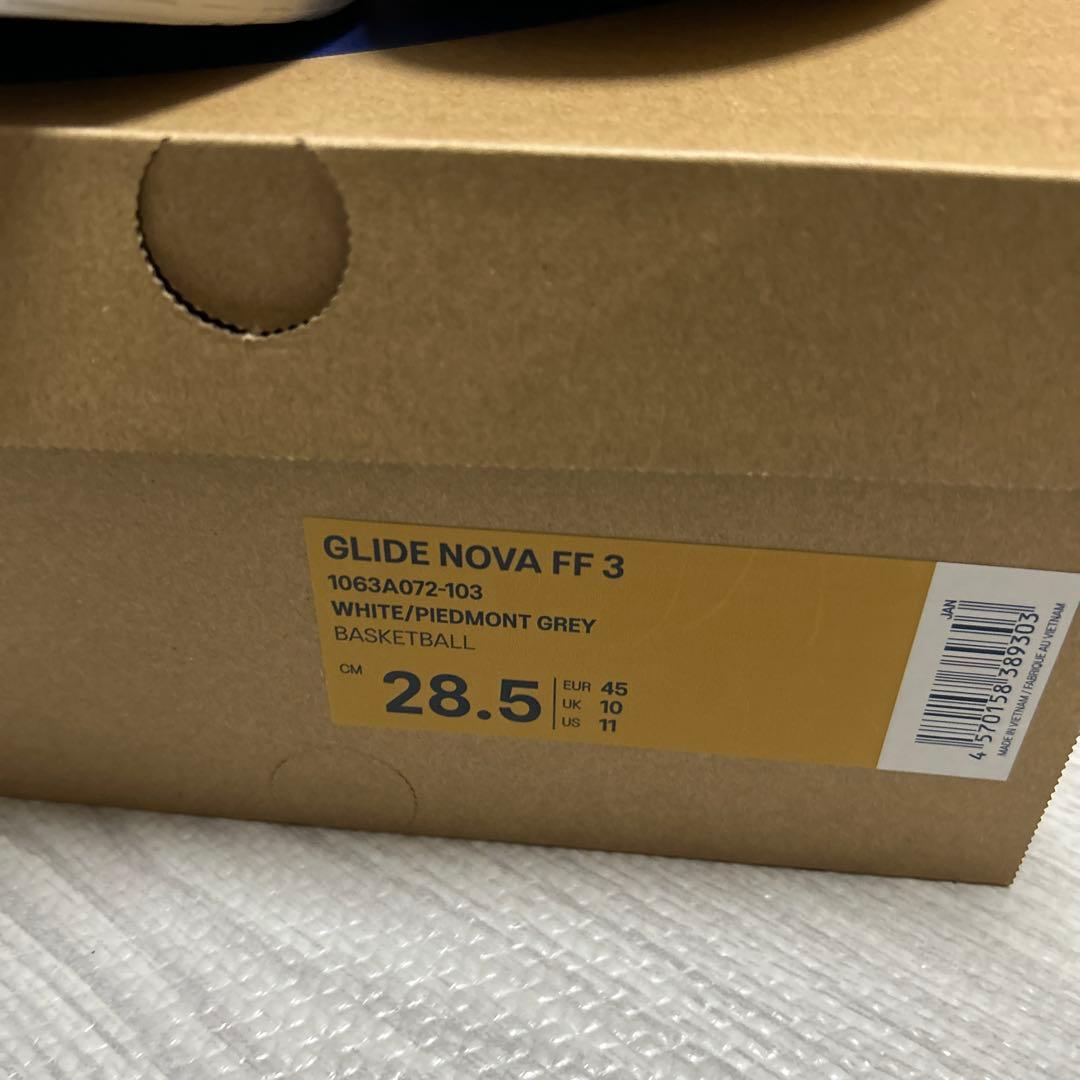 GLIDE NOVA FF 3
1063A072-103
WHITE/PIEDMONT GREY
BASKETBALL
CM 28.5
EUR 45
UK 10
US 11
JAN
4 570158 389303
MADE IN VIETNAM / FABRIQUE AU VIETNAM